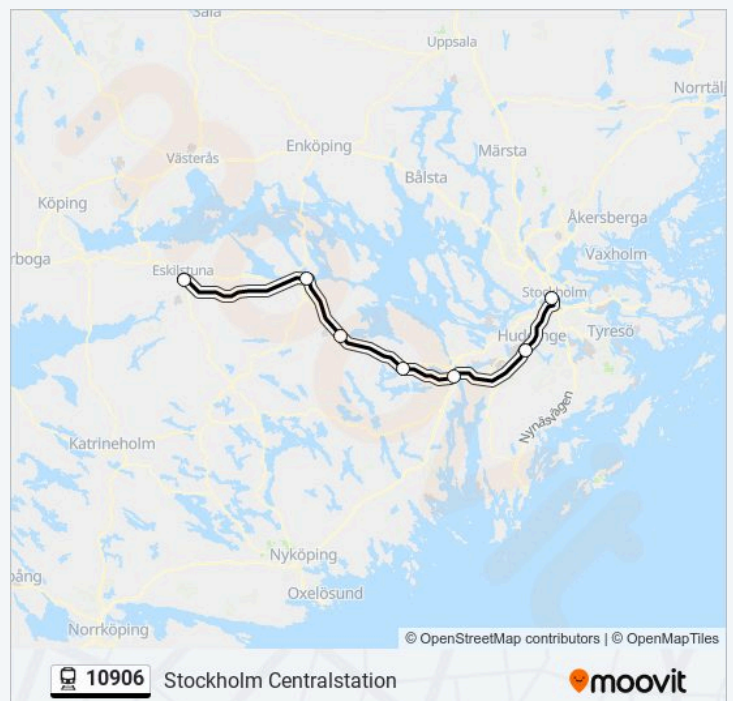 Sala
Uppsala
Norrtälj
Märsta
Enköping
Västerås
Bålsta
Köping
Åkersberga
Vaxholm
rboga
Eskilstuna
Stockholm
Huddinge
Tyresö
Nynäsvägen
Katrineholm
Nyköping
Oxelösund
Norrköping
© OpenStreetMap contributors | © OpenMapTiles
10906 Stockholm Centralstation
moovit